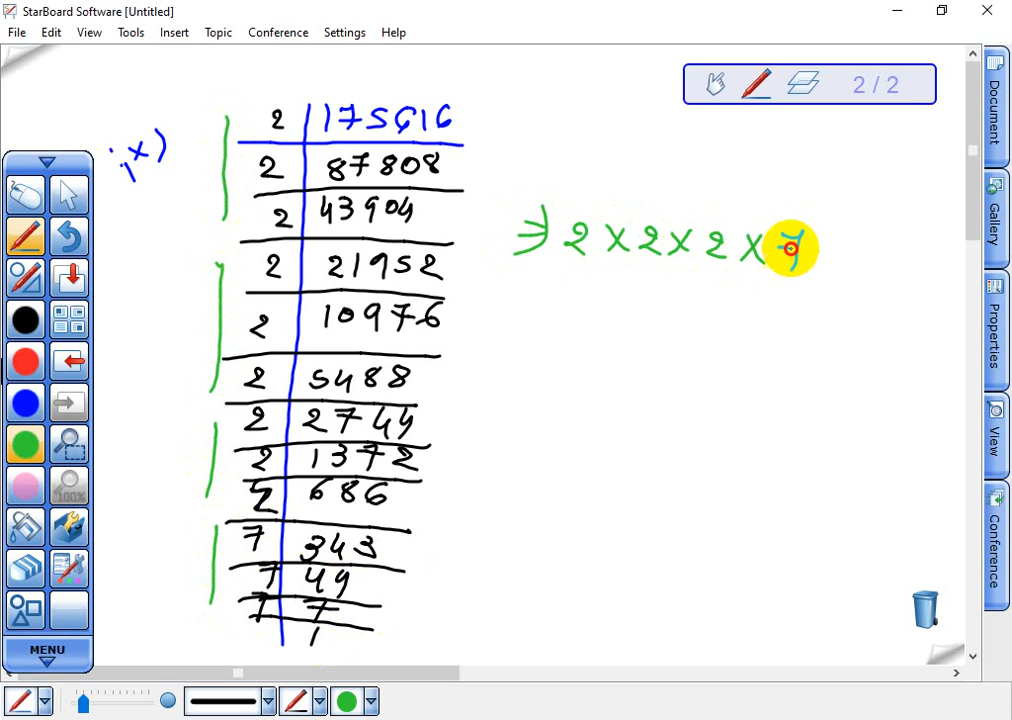 StarBoard Software [Untitled]
File Edit View Tools Insert Topic Conference Settings Help
2 / 2
Document
Gallery
Properties
View
Conference
ix)
2 175616
2 87808
2 43904
2 21952
2 10976
2 5488
2 2744
2 1372
2 686
7 343
7 49
7 7
1
⇒ 2 × 2 × 2 × 7
100%
MENU